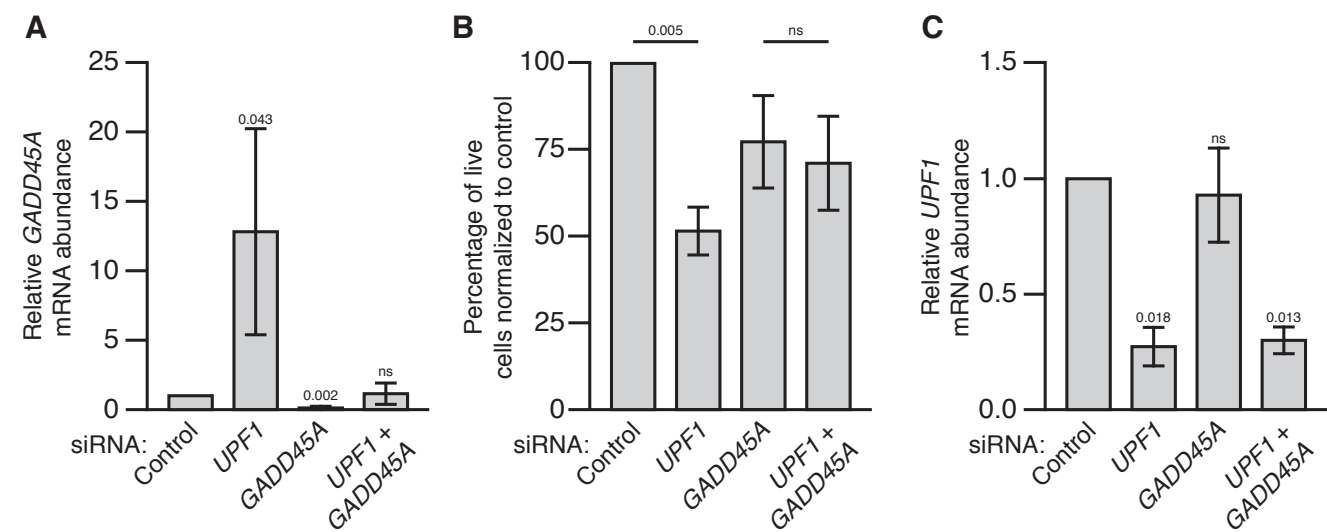 A
Relative GADD45A
mRNA abundance
25
20
15
10
5
0
0.043
0.002
ns
siRNA:
Control
UPF1
GADD45A
UPF1 +
GADD45A
B
Percentage of live
cells normalized to control
100
75
50
25
0
0.005
ns
siRNA:
Control
UPF1
GADD45A
UPF1 +
GADD45A
C
Relative UPF1
mRNA abundance
1.5
1.0
0.5
0.0
0.018
ns
0.013
siRNA:
Control
UPF1
GADD45A
UPF1 +
GADD45A